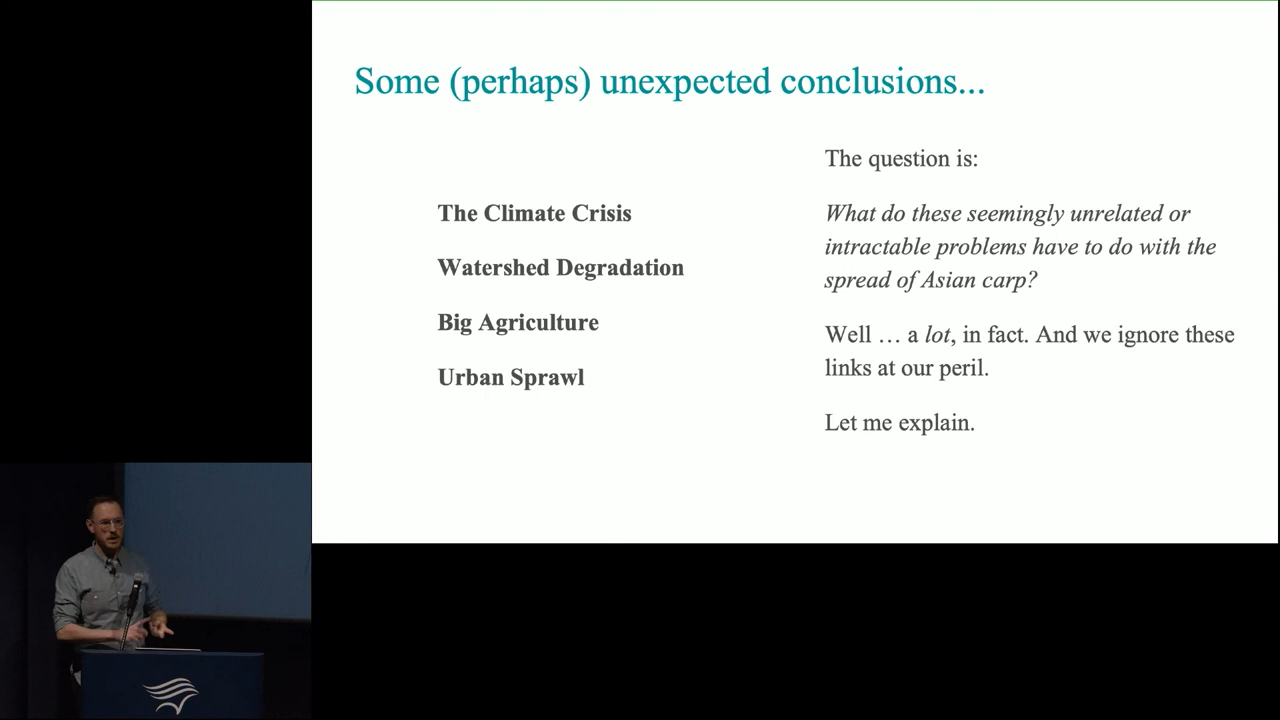 Some (perhaps) unexpected conclusions...
The Climate Crisis
Watershed Degradation
Big Agriculture
Urban Sprawl
The question is:
What do these seemingly unrelated or
intractable problems have to do with the
spread of Asian carp?
Well … a lot, in fact. And we ignore these
links at our peril.
Let me explain.